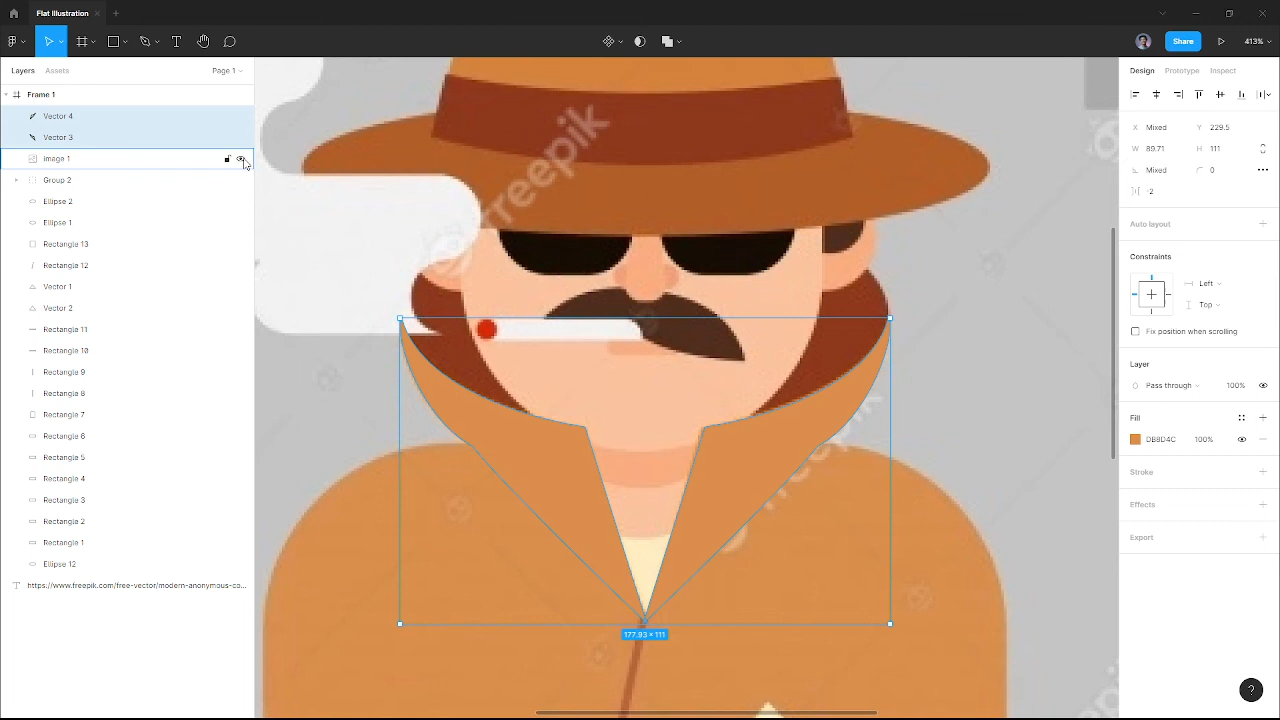 Flat Illustration
413%
Share
Layers
Assets
Page 1
Design
Prototype
Inspect
Frame 1
Vector 4
Vector 3
image 1
Group 2
Ellipse 2
Ellipse 1
Rectangle 13
Rectangle 12
Vector 1
Vector 2
Rectangle 11
Rectangle 10
Rectangle 9
Rectangle 8
Rectangle 7
Rectangle 6
Rectangle 5
Rectangle 4
Rectangle 3
Rectangle 2
Rectangle 1
Ellipse 12
https://www.freepik.com/free-vector/modern-anonymous-co...
freepik
177.93 × 111
X Mixed Y 229.5
W 89.71 H 111
Mixed 0
-2
Auto layout
Constraints
Left
Top
Fix position when scrolling
Layer
Pass through 100%
Fill
DB8D4C 100%
Stroke
Effects
Export
?